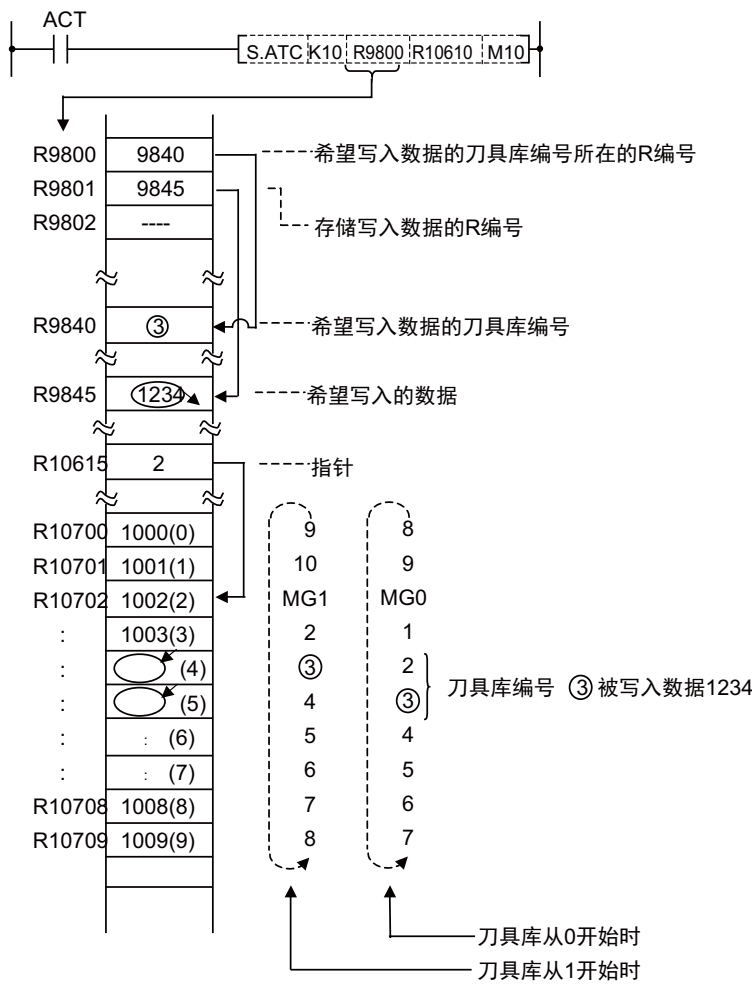 ACT
S.ATC K10 R9800 R10610 M10
R9800 9840 希望写入数据的刀具库编号所在的R编号
R9801 9845
R9802 ---- 存储写入数据的R编号
R9840 ③ 希望写入数据的刀具库编号
R9845 1234 希望写入的数据
R10615 2 指针
R10700 1000(0) 9 8
R10701 1001(1) 10 9
R10702 1002(2) MG1 MG0
: 1003(3) 2 1
: (4) ③ 2
刀具库编号 ③ 被写入数据1234
: (5) 4 ③
: : (6) 5 4
: : (7) 6 5
R10708 1008(8) 7 6
R10709 1009(9) 8 7
刀具库从0开始时
刀具库从1开始时